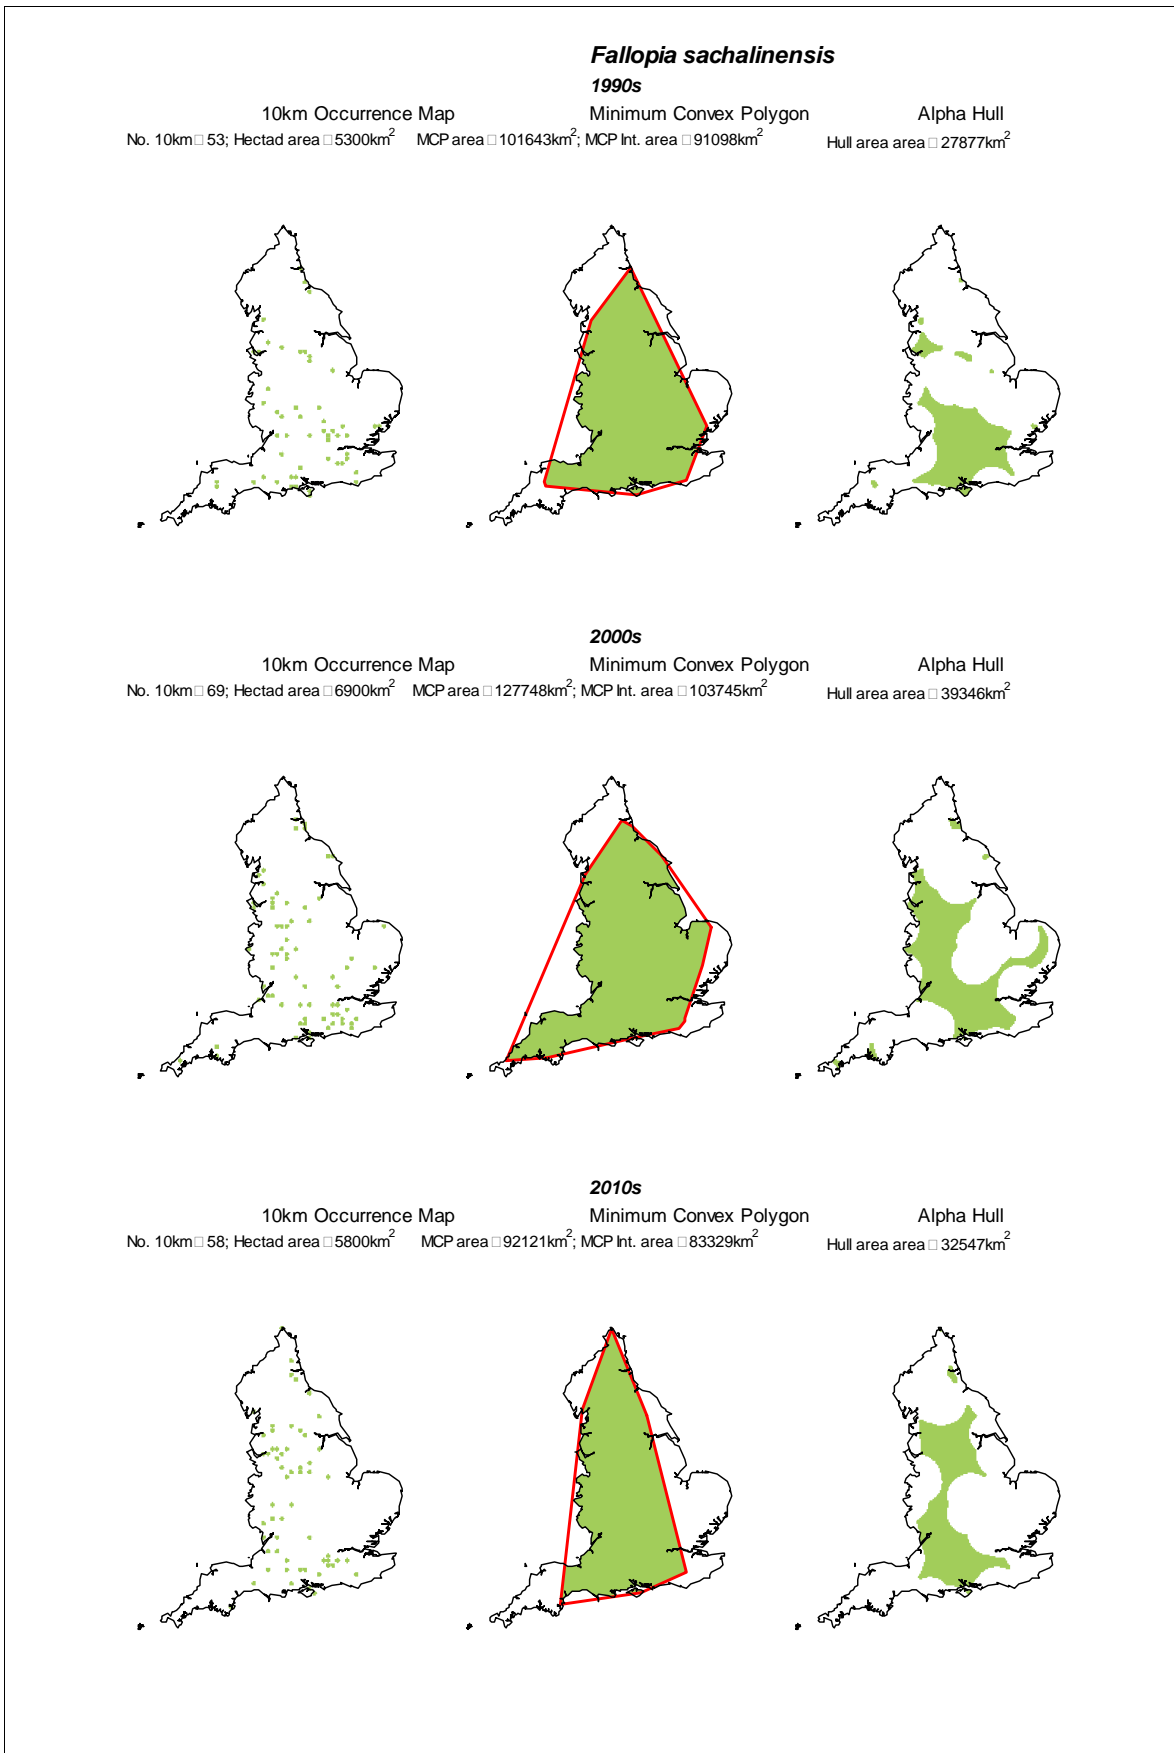 Fallopia sachalinensis
1990s
10km Occurrence Map Minimum Convex Polygon Alpha Hull
No. 10km□53; Hectad area□5300km² MCP area□101643km²; MCP Int. area□91098km² Hull area area□27877km²
2000s
10km Occurrence Map Minimum Convex Polygon Alpha Hull
No. 10km□69; Hectad area□6900km² MCP area□127748km²; MCP Int. area□103745km² Hull area area□39346km²
2010s
10km Occurrence Map Minimum Convex Polygon Alpha Hull
No. 10km□58; Hectad area□5800km² MCP area□92121km²; MCP Int. area□83329km² Hull area area□32547km²